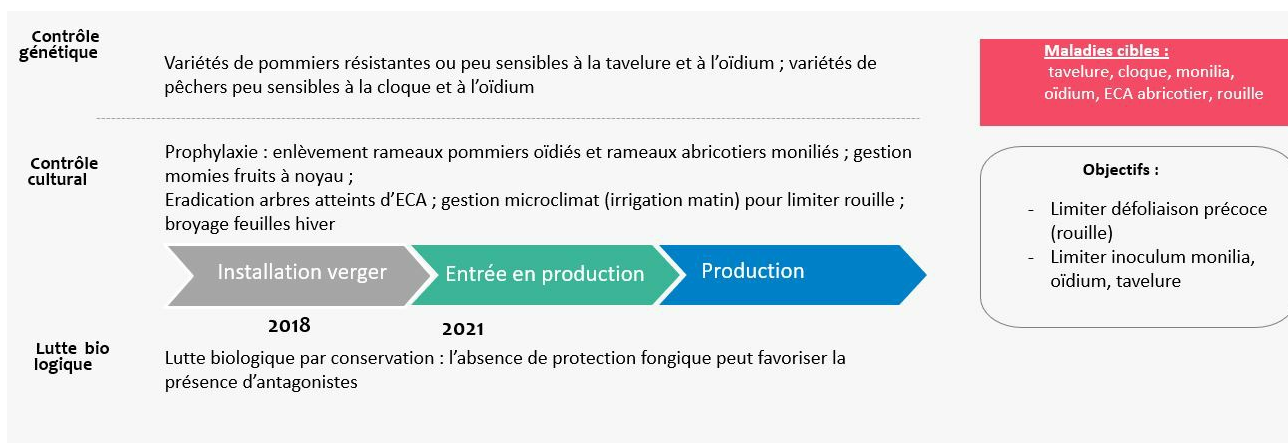 Contrôle
génétique
Variétés de pommiers résistantes ou peu sensibles à la tavelure et à l'oïdium ; variétés de
pêchers peu sensibles à la cloque et à l'oïdium
Contrôle
cultural
Prophylaxie : enlèvement rameaux pommiers oïdiés et rameaux abricotiers moniliés ; gestion
momies fruits à noyau ;
Eradication arbres atteints d'ECA ; gestion microclimat (irrigation matin) pour limiter rouille ;
broyage feuilles hiver
Installation verger
Entrée en production
Production
2018
2021
Lutte bio
logique
Lutte biologique par conservation : l'absence de protection fongique peut favoriser la
présence d'antagonistes
Maladies cibles :
tavelure, cloque, monilia,
oïdium, ECA abricotier, rouille
Objectifs :
- Limiter défoliaison précoce
(rouille)
- Limiter inoculum monilia,
oïdium, tavelure